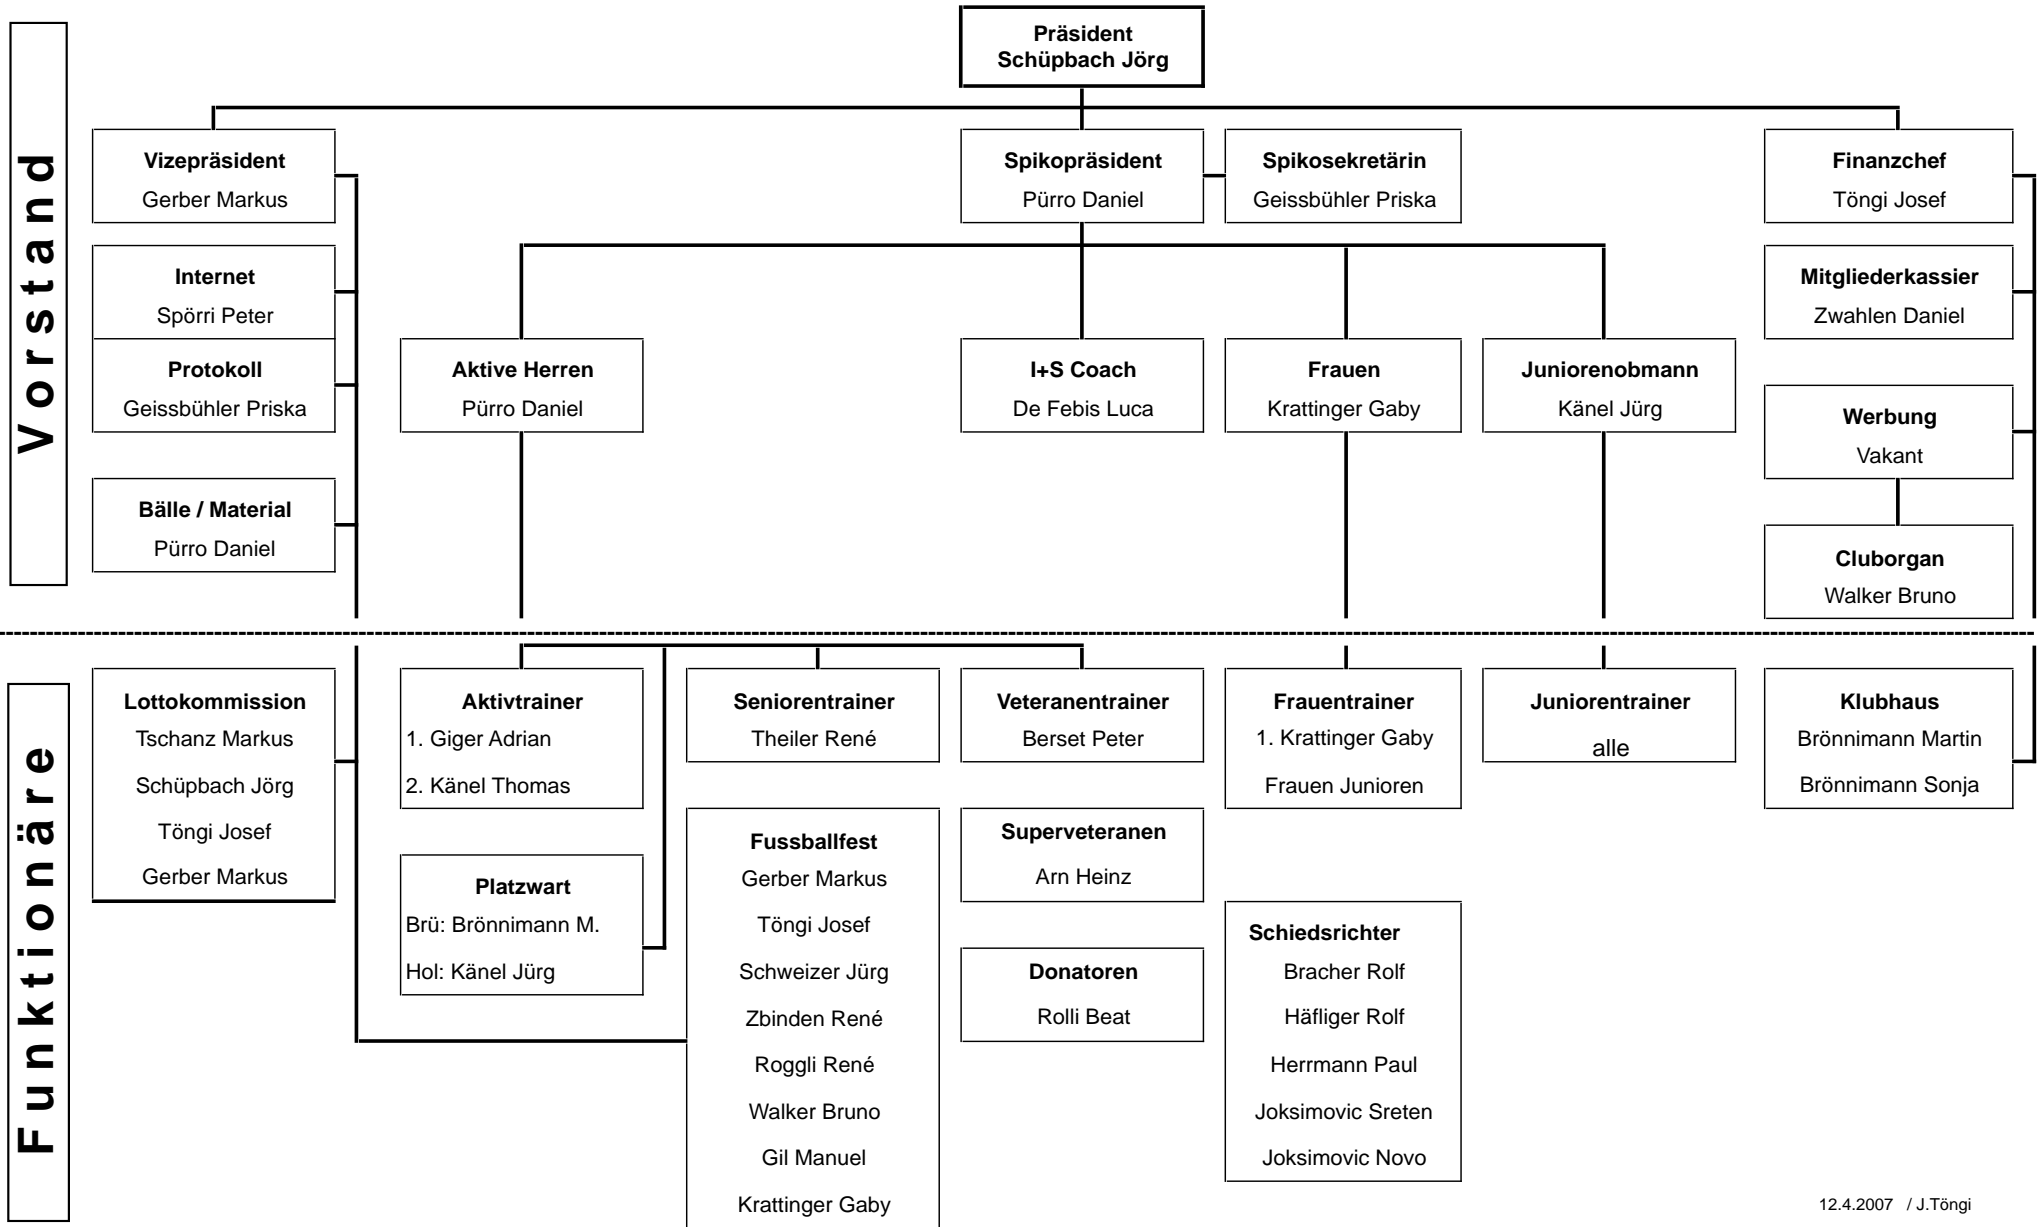 Vorstand
Präsident
Schüpbach Jörg
Vizepräsident
Gerber Markus
Spikopräsident
Pürro Daniel
Spikosekretärin
Geissbühler Priska
Finanzchef
Töngi Josef
Internet
Spörri Peter
Mitgliederkassier
Zwahlen Daniel
Protokoll
Geissbühler Priska
Aktive Herren
Pürro Daniel
I+S Coach
De Febis Luca
Frauen
Krattinger Gaby
Juniorenobmann
Känel Jürg
Werbung
Vakant
Bälle / Material
Pürro Daniel
Cluborgan
Walker Bruno
Funktionäre
Lottokommission
Tschanz Markus
Schüpbach Jörg
Töngi Josef
Gerber Markus
Aktivtrainer
1. Giger Adrian
2. Känel Thomas
Seniorentrainer
Theiler René
Veteranentrainer
Berset Peter
Frauentrainer
1. Krattinger Gaby
Frauen Junioren
Juniorentrainer
alle
Klubhaus
Brönnimann Martin
Brönnimann Sonja
Platzwart
Brü: Brönnimann M.
Hol: Känel Jürg
Fussballfest
Gerber Markus
Töngi Josef
Schweizer Jürg
Zbinden René
Roggli René
Walker Bruno
Gil Manuel
Krattinger Gaby
Superveteranen
Arn Heinz
Donatoren
Rolli Beat
Schiedsrichter
Bracher Rolf
Häfliger Rolf
Herrmann Paul
Joksimovic Sreten
Joksimovic Novo
12.4.2007 / J.Töngi